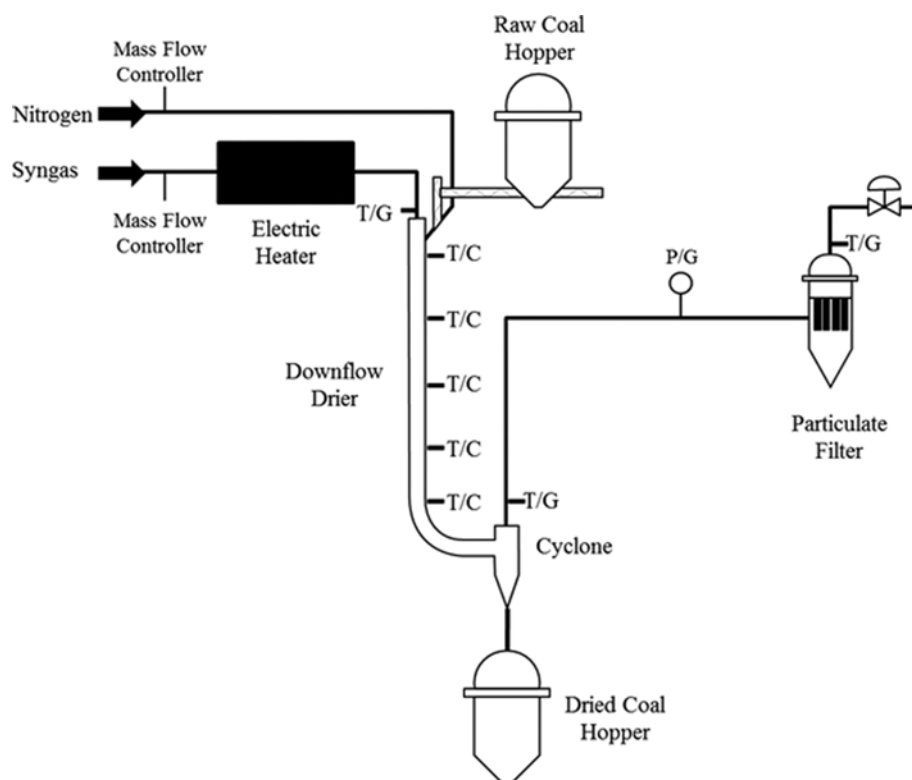 Mass Flow
Controller
Raw Coal
Hopper
Nitrogen
Syngas
Mass Flow
Controller
Electric
Heater
T/G
T/C
T/G
P/G
T/C
Downflow
Drier
T/C
T/C
Particulate
Filter
T/C
T/G
Cyclone
Dried Coal
Hopper